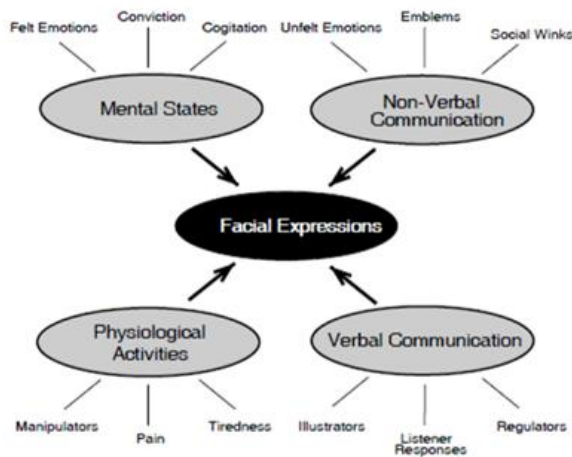 Felt Emotions
Conviction
Cogitation
Unfelt Emotions
Emblems
Social Winks
Mental States
Non-Verbal
Communication
Facial Expressions
Physiological
Activities
Verbal Communication
Manipulators
Pain
Tiredness
Illustrators
Listener
Responses
Regulators